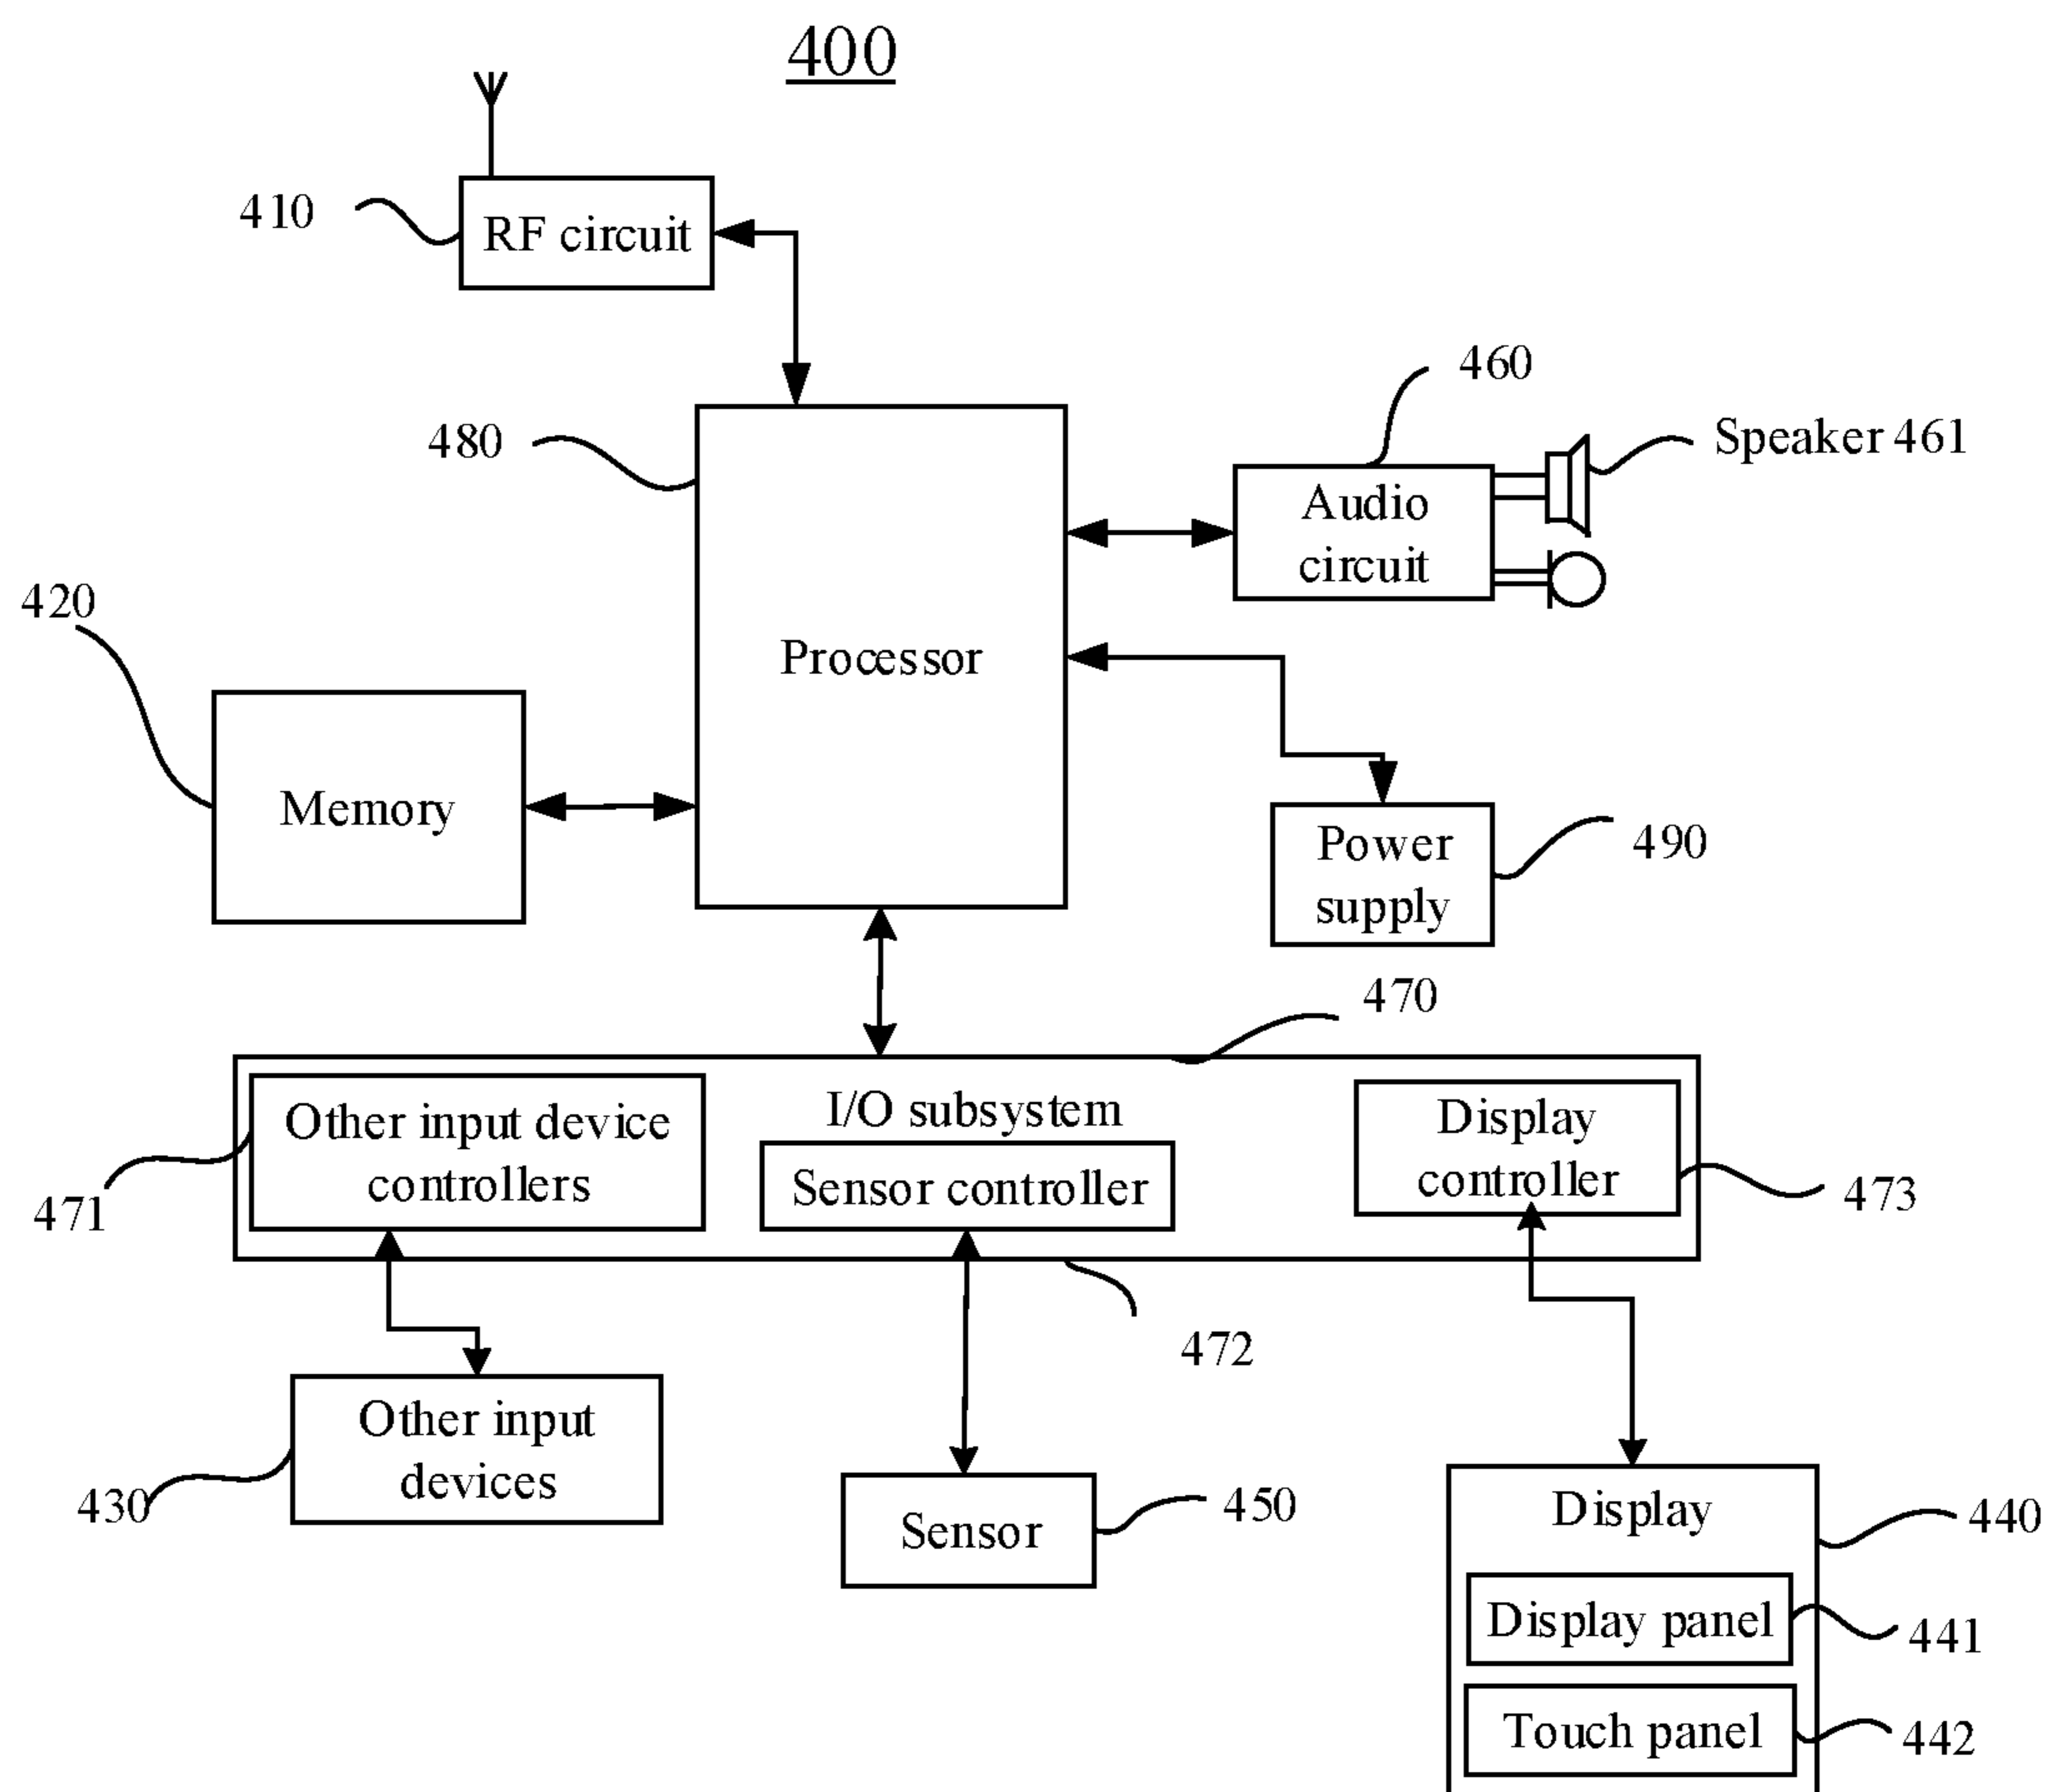 400
410
RF circuit
460
480
Speaker 461
Audio
circuit
420
Processor
Memory
490
Power
supply
470
Other input device
controllers
I/O subsystem
Sensor controller
Display
controller
471
473
472
Other input
devices
430
Sensor
450
Display
440
Display panel
441
Touch panel
442